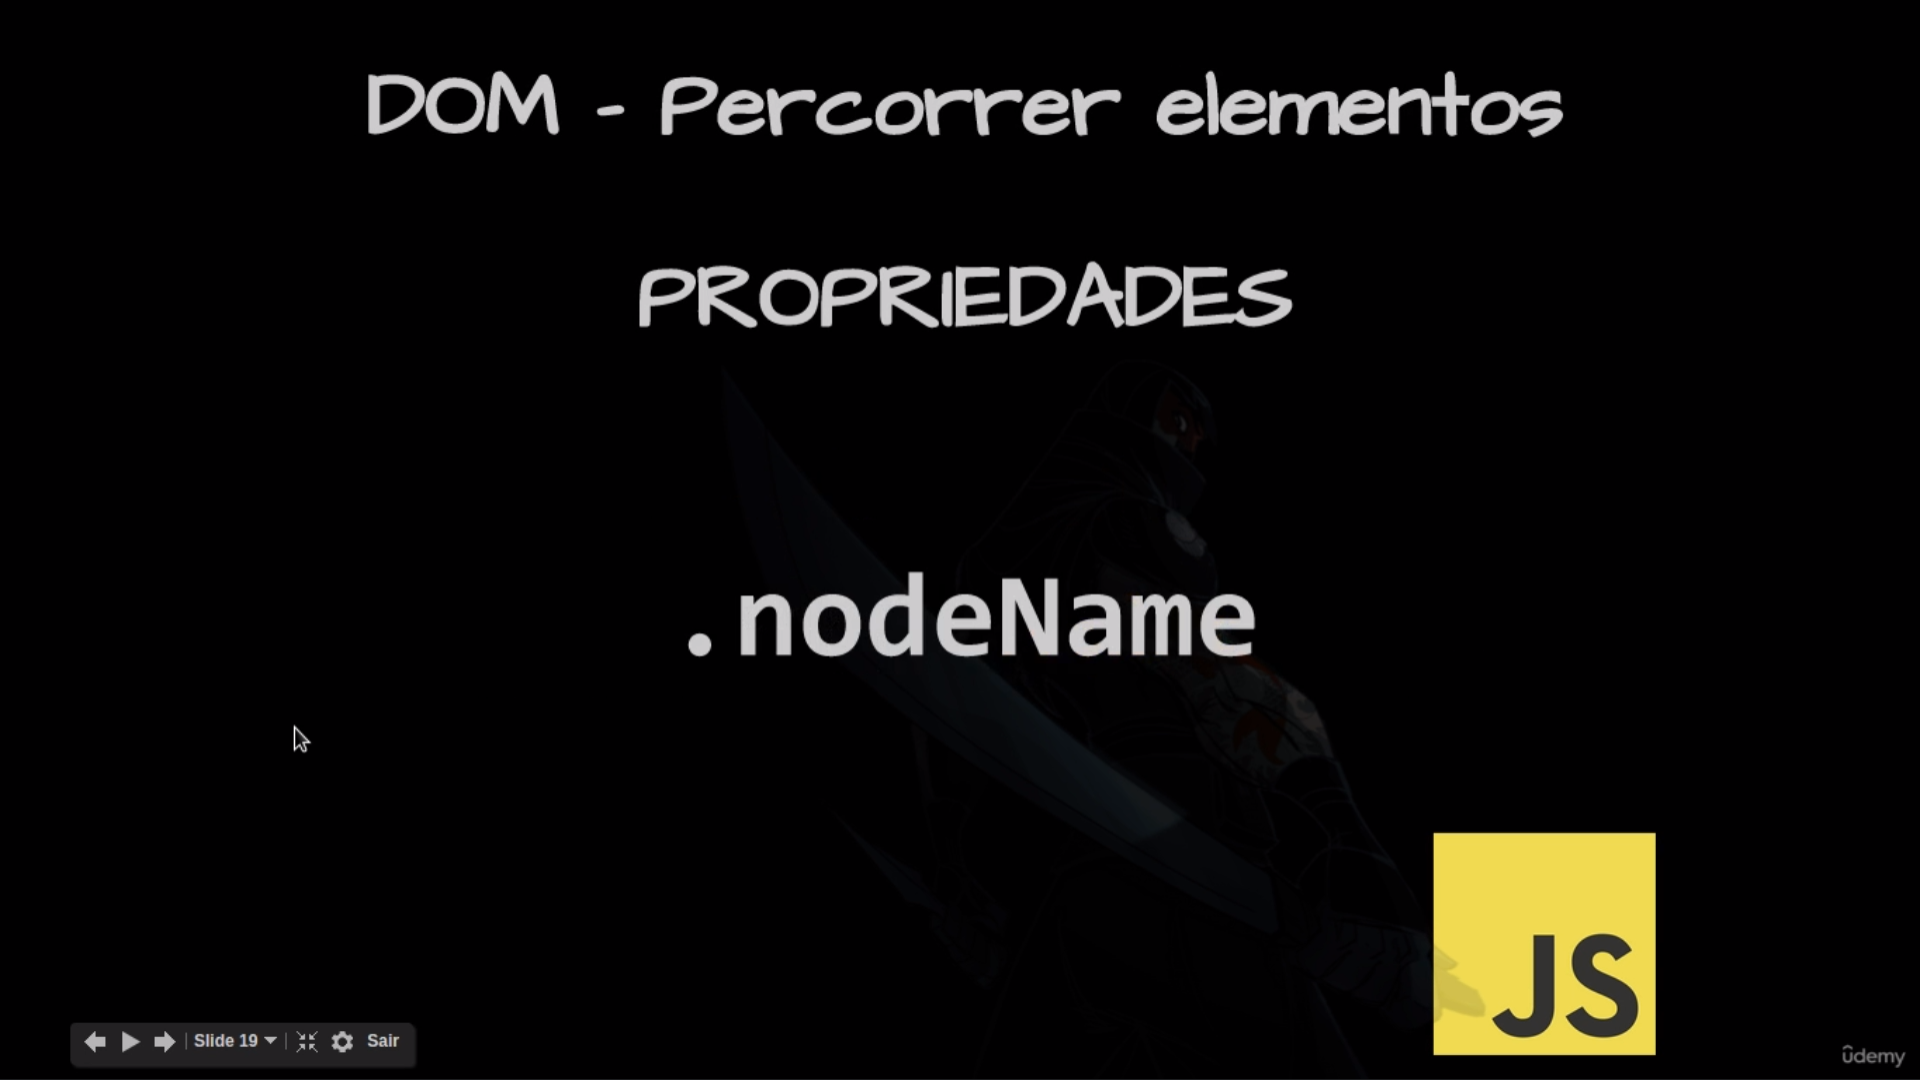 DOM - Percorrer elementos
PROPRIEDADES
.nodeName
JS
Slide 19
Sair
ûdemy